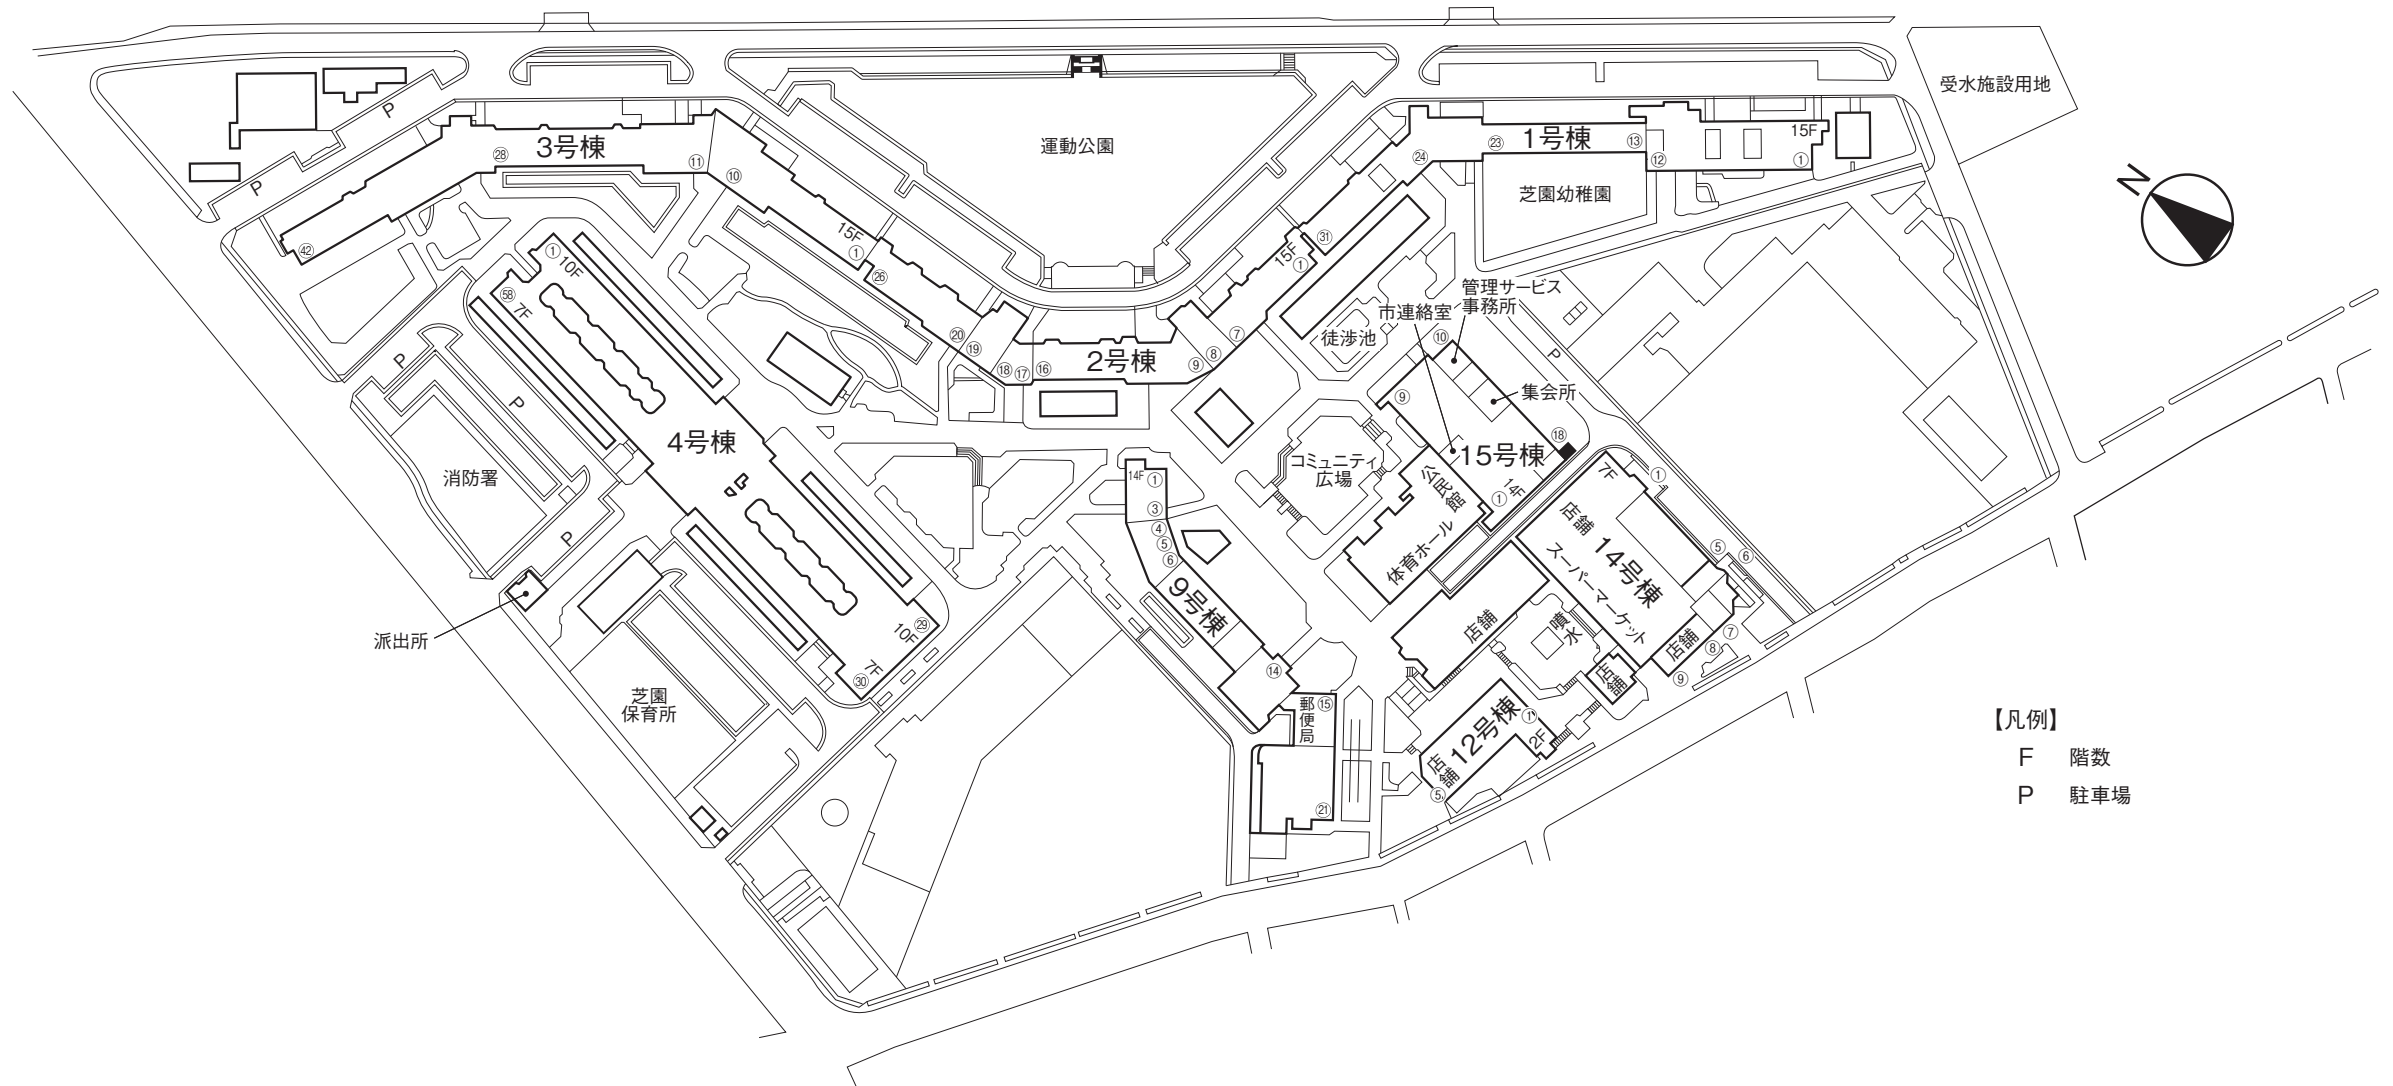 受水施設用地
P
P
運動公園
3号棟
㉘
⑪
⑩
㊷
15F
①
㉖
⑳
⑲
⑱
⑰
⑯
2号棟
⑨
⑧
⑦
15F
①
㉛
㉔
㉓
1号棟
⑬
⑫
15F
①
芝園幼稚園
N
①
10F
㊽
7F
P
P
P
4号棟
消防署
派出所
芝園
保育所
㉙
10F
7F
㉚
徒渉池
市連絡室
管理サービス
事務所
集会所
⑩
⑨
⑱
15号棟
①
14F
P
公民館
体育ホール
コミュニティ
広場
14F
①
③
④
⑤
⑥
9号棟
⑭
郵便局
⑮
㉑
7F
①
店舗
14号棟
スーパーマーケット
⑤
⑥
⑦
⑧
⑨
店舗
店舗
店舗
噴水
12号棟
①
2F
店舗
⑤
【凡例】
F 階数
P 駐車場